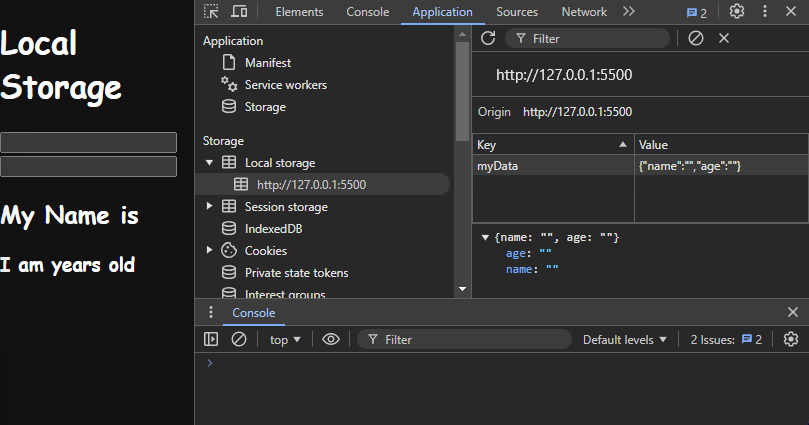 Local
Storage
My Name is
I am years old
Elements Console Application Sources Network 2
Application
Manifest
Service workers
Storage
Storage
Local storage
http://127.0.0.1:5500
Session storage
IndexedDB
Cookies
Private state tokens
Interest groups
Filter
http://127.0.0.1:5500
Origin http://127.0.0.1:5500
Key Value
myData {"name":"","age":""}
{name: "", age: ""}
age: ""
name: ""
Console
top Filter Default levels 2 Issues: 2